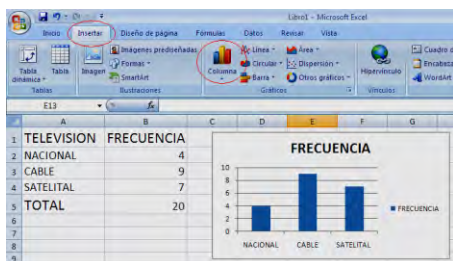 Libro1 - Microsoft Excel
Inicio Insertar Diseño de página Fórmulas Datos Revisar Vista
Tabla dinámica Tabla Imagen Imágenes prediseñadas Formas SmartArt Columna Línea Circular Barra Área Dispersión Otros gráficos Hipervínculo Cuadro d Encabeza WordArt
Tablas Ilustraciones Gráficos Vínculos
E13 fx
A B C D E F G
1 TELEVISION FRECUENCIA
2 NACIONAL 4
3 CABLE 9
4 SATELITAL 7
5 TOTAL 20
6
7
8
9
FRECUENCIA
10
8
6
4
2
0
NACIONAL CABLE SATELITAL
FRECUENCIA